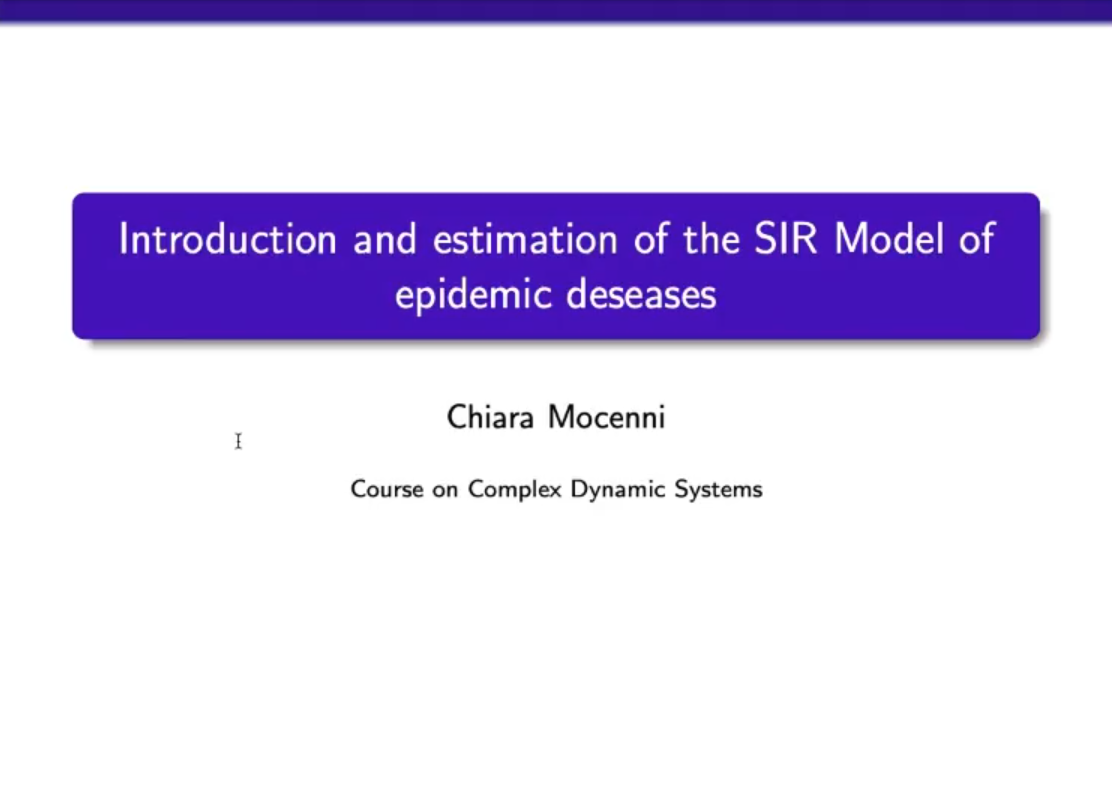 Introduction and estimation of the SIR Model of
epidemic deseases
Chiara Mocenni
Course on Complex Dynamic Systems